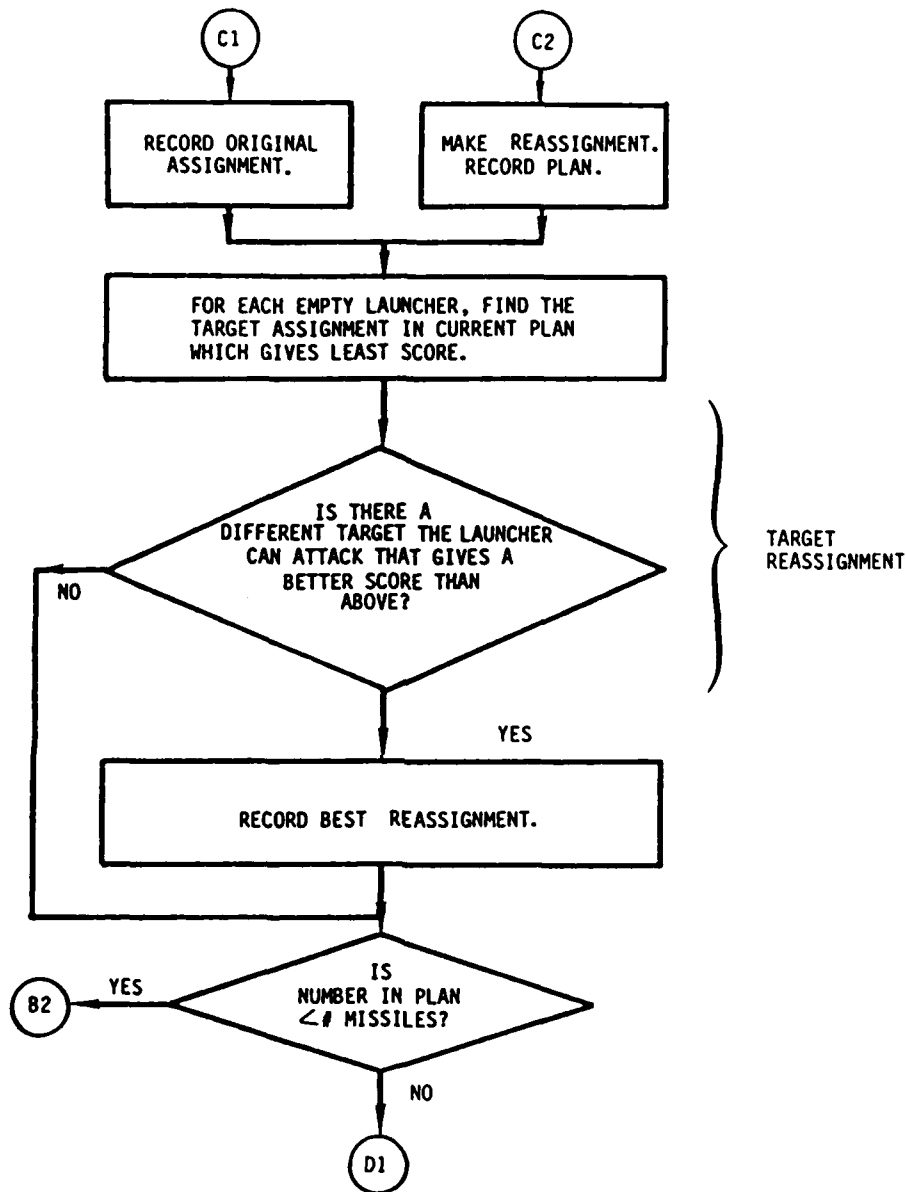 C1
C2
RECORD ORIGINAL
ASSIGNMENT.
MAKE REASSIGNMENT.
RECORD PLAN.
FOR EACH EMPTY LAUNCHER, FIND THE
TARGET ASSIGNMENT IN CURRENT PLAN
WHICH GIVES LEAST SCORE.
IS THERE A
DIFFERENT TARGET THE LAUNCHER
CAN ATTACK THAT GIVES A
BETTER SCORE THAN
ABOVE?
TARGET
REASSIGNMENT
NO
YES
RECORD BEST REASSIGNMENT.
IS
NUMBER IN PLAN
<# MISSILES?
YES
B2
NO
D1